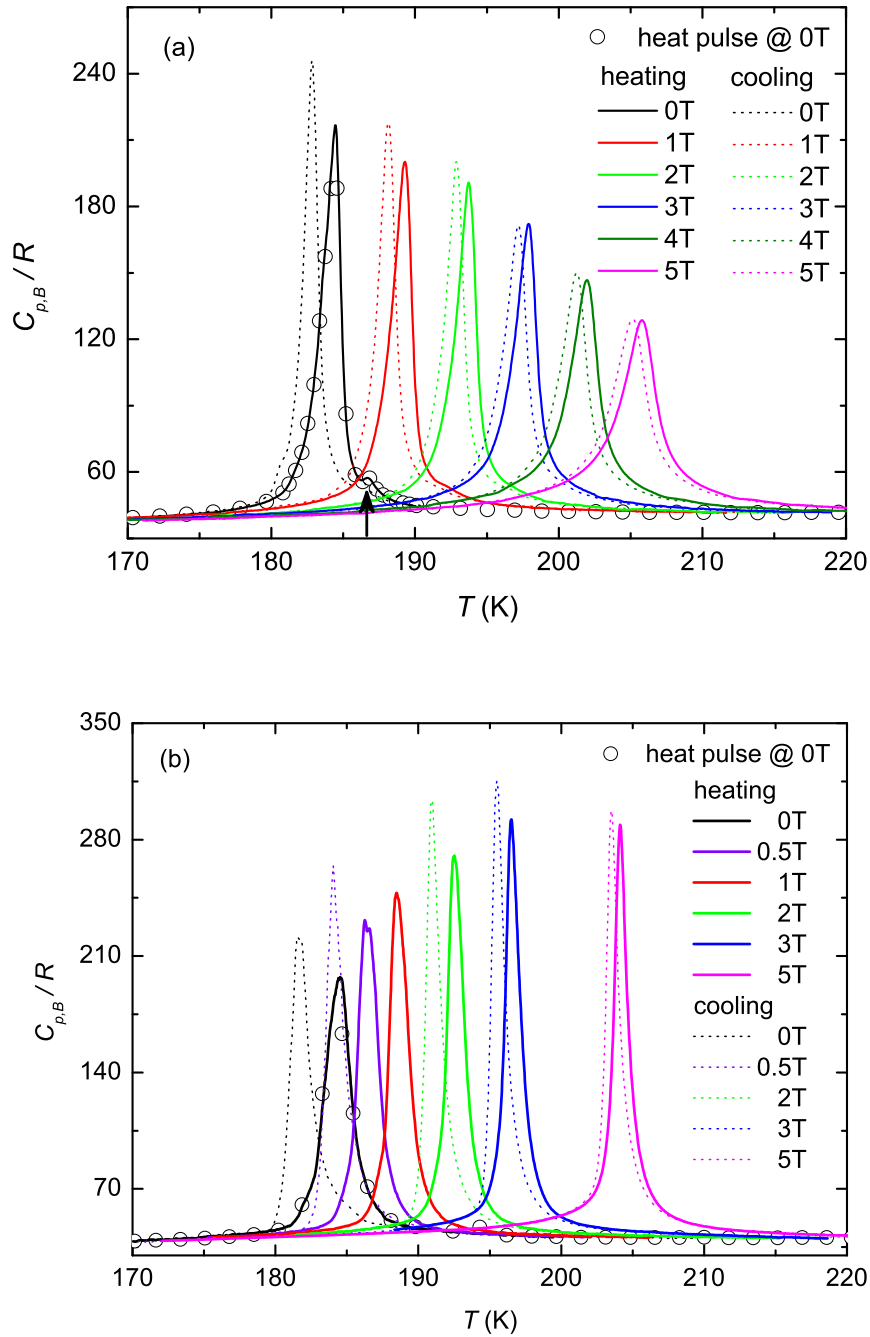 (a)
heat pulse @ 0T
heating cooling
0T 0T
1T 1T
2T 2T
3T 3T
4T 4T
5T 5T
240
180
120
60
C_{p,B} / R
170 180 190 200 210 220
T (K)
(b)
heat pulse @ 0T
heating
0T
0.5T
1T
2T
3T
5T
cooling
0T
0.5T
2T
3T
5T
350
280
210
140
70
C_{p,B} / R
170 180 190 200 210 220
T (K)